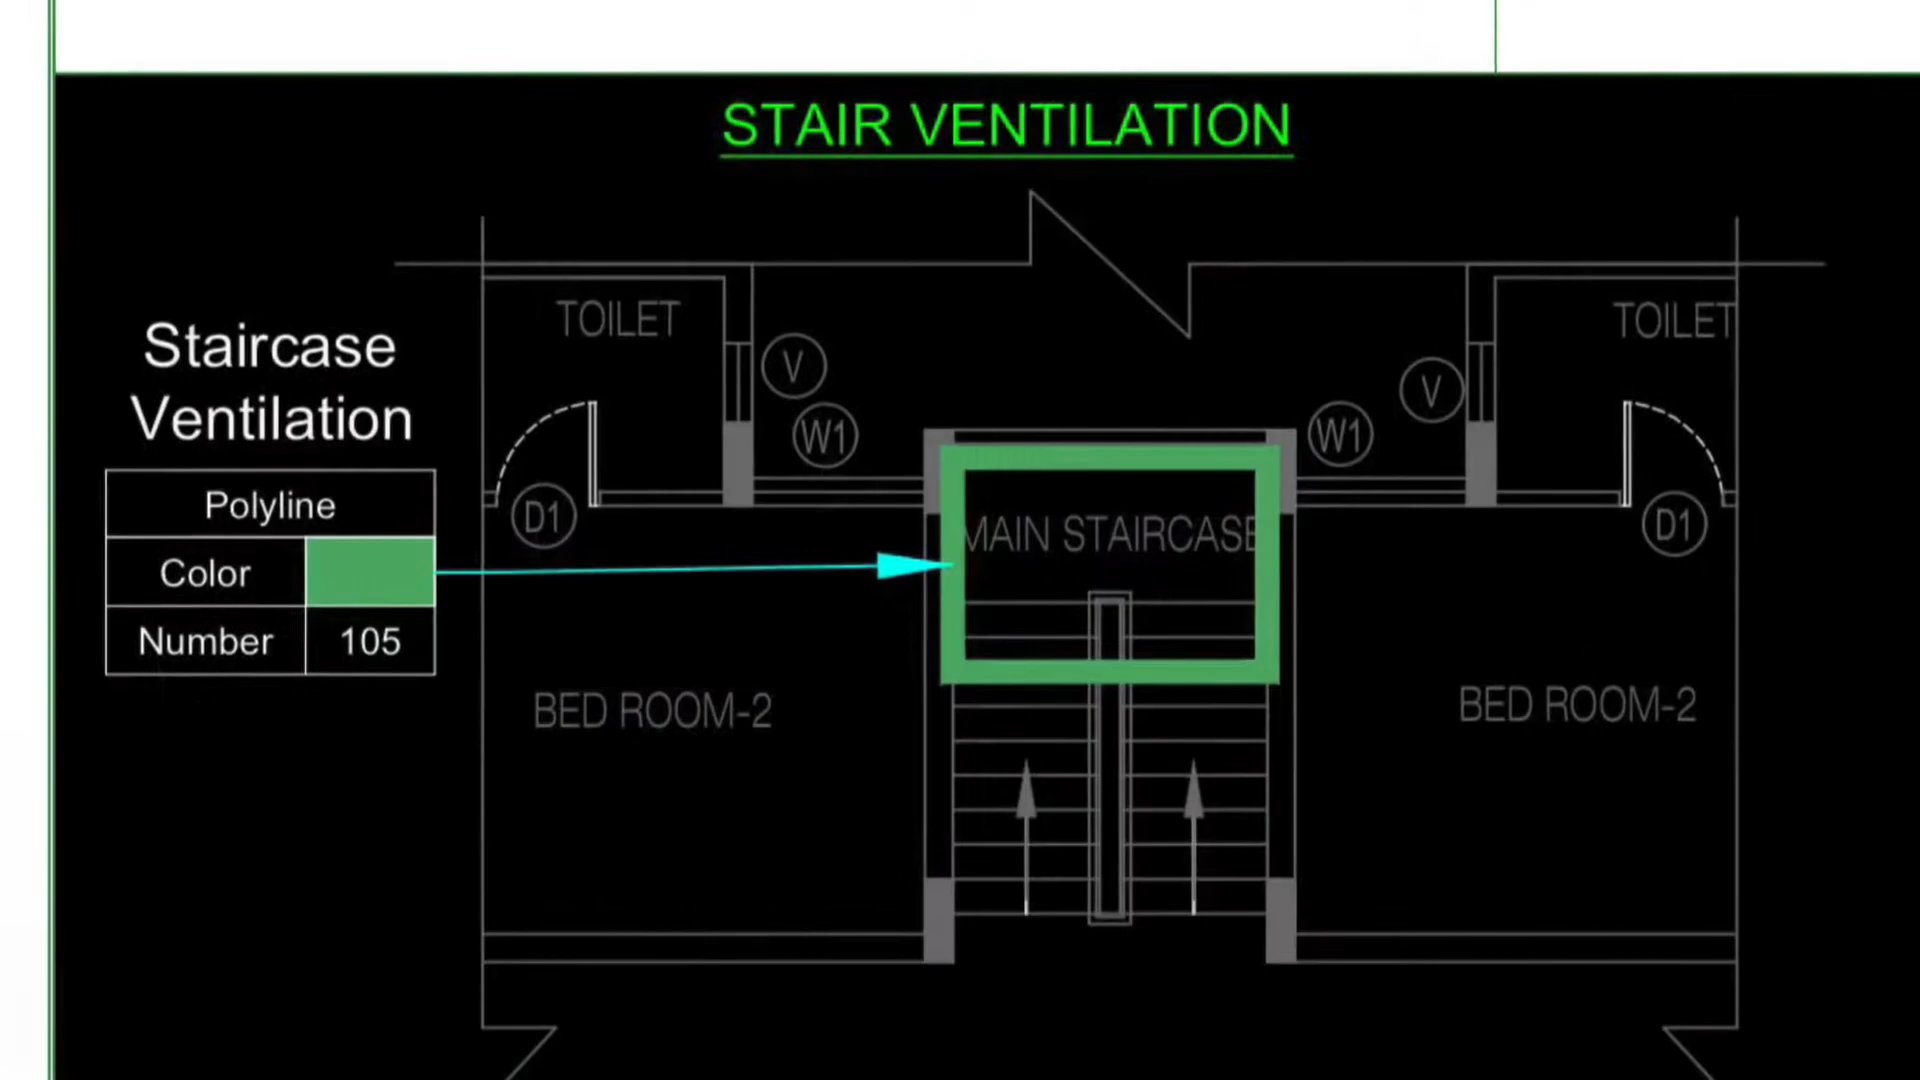 STAIR VENTILATION
Staircase
Ventilation
Polyline
Color
Number 105
TOILET
TOILET
V
V
W1
W1
D1
D1
MAIN STAIRCASE
BED ROOM-2
BED ROOM-2